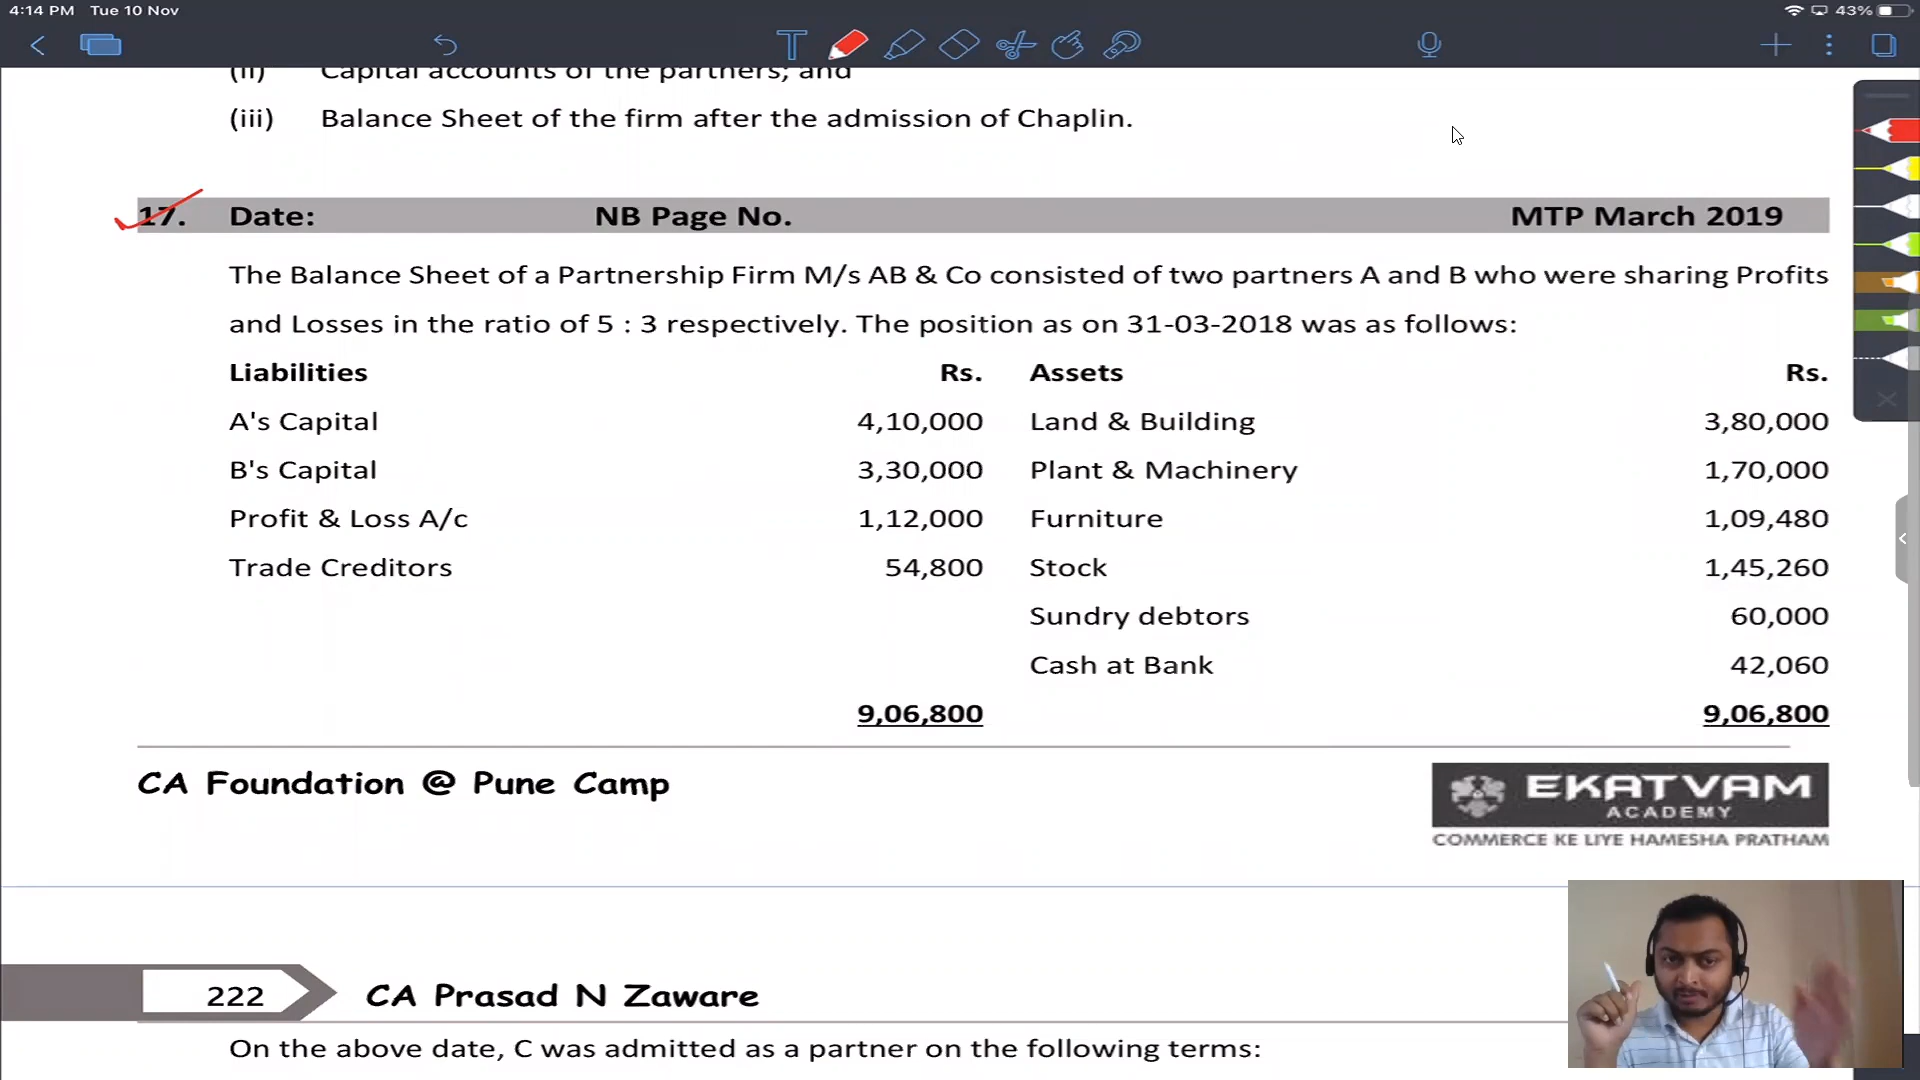 4:14 PM Tue 10 Nov
43%
(ii) Capital accounts of the partners; and
(iii) Balance Sheet of the firm after the admission of Chaplin.
17. Date: NB Page No. MTP March 2019
The Balance Sheet of a Partnership Firm M/s AB & Co consisted of two partners A and B who were sharing Profits
and Losses in the ratio of 5 : 3 respectively. The position as on 31-03-2018 was as follows:
Liabilities Rs. Assets Rs.
A's Capital 4,10,000 Land & Building 3,80,000
B's Capital 3,30,000 Plant & Machinery 1,70,000
Profit & Loss A/c 1,12,000 Furniture 1,09,480
Trade Creditors 54,800 Stock 1,45,260
Sundry debtors 60,000
Cash at Bank 42,060
9,06,800 9,06,800
CA Foundation @ Pune Camp
EKATVAM
ACADEMY
COMMERCE KE LIYE HAMESHA PRATHAM
222 CA Prasad N Zaware
On the above date, C was admitted as a partner on the following terms: